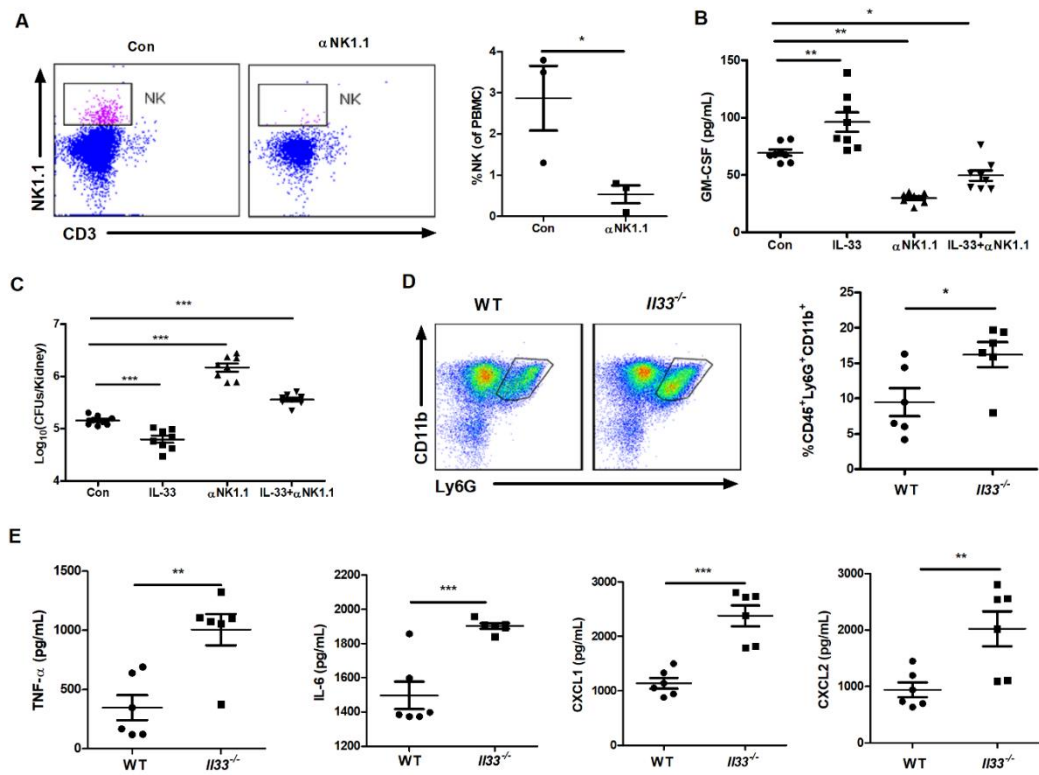 A
Con
αNK1.1
NK
NK
NK1.1
CD3
%NK (of PBMC)
4
3
2
1
0
*
Con
αNK1.1
B
GM-CSF (pg/mL)
150
100
50
0
*
**
**
Con
IL-33
αNK1.1
IL-33+αNK1.1
C
Log10(CFUs/Kidney)
7
6
5
4
***
***
***
Con
IL-33
αNK1.1
IL-33+αNK1.1
D
WT
Il33-/-
CD11b
Ly6G
%CD45+Ly6G+CD11b+
25
20
15
10
5
0
*
WT
Il33-/-
E
TNF-α (pg/mL)
1500
1000
500
0
**
WT
Il33-/-
IL-6 (pg/mL)
2200
2000
1800
1600
1400
1200
***
WT
Il33-/-
CXCL1 (pg/mL)
3000
2000
1000
0
***
WT
Il33-/-
CXCL2 (pg/mL)
3000
2000
1000
0
**
WT
Il33-/-